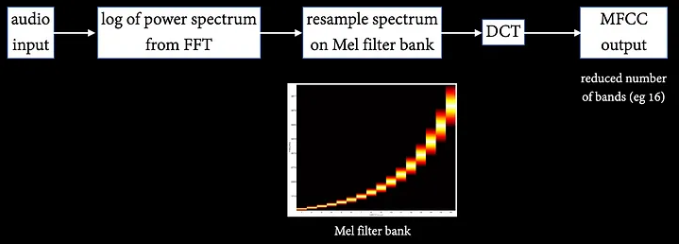 audio
input
log of power spectrum
from FFT
resample spectrum
on Mel filter bank
DCT
MFCC
output
reduced number
of bands (eg 16)
Mel filter bank